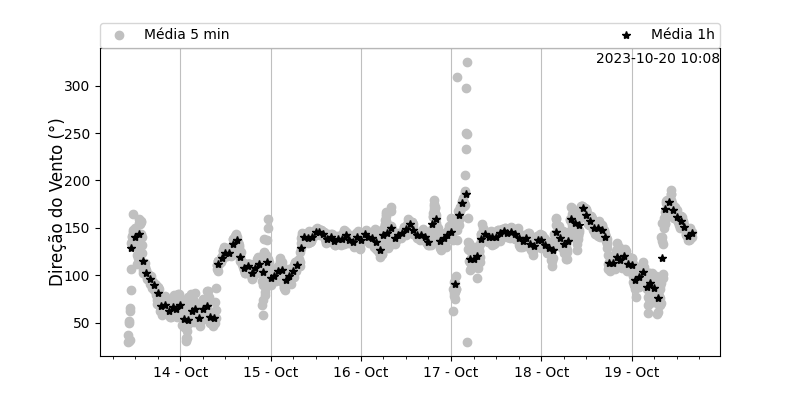 Média 5 min
Média 1h
2023-10-20 10:08
Direção do Vento (°)
300
250
200
150
100
50
14 - Oct
15 - Oct
16 - Oct
17 - Oct
18 - Oct
19 - Oct